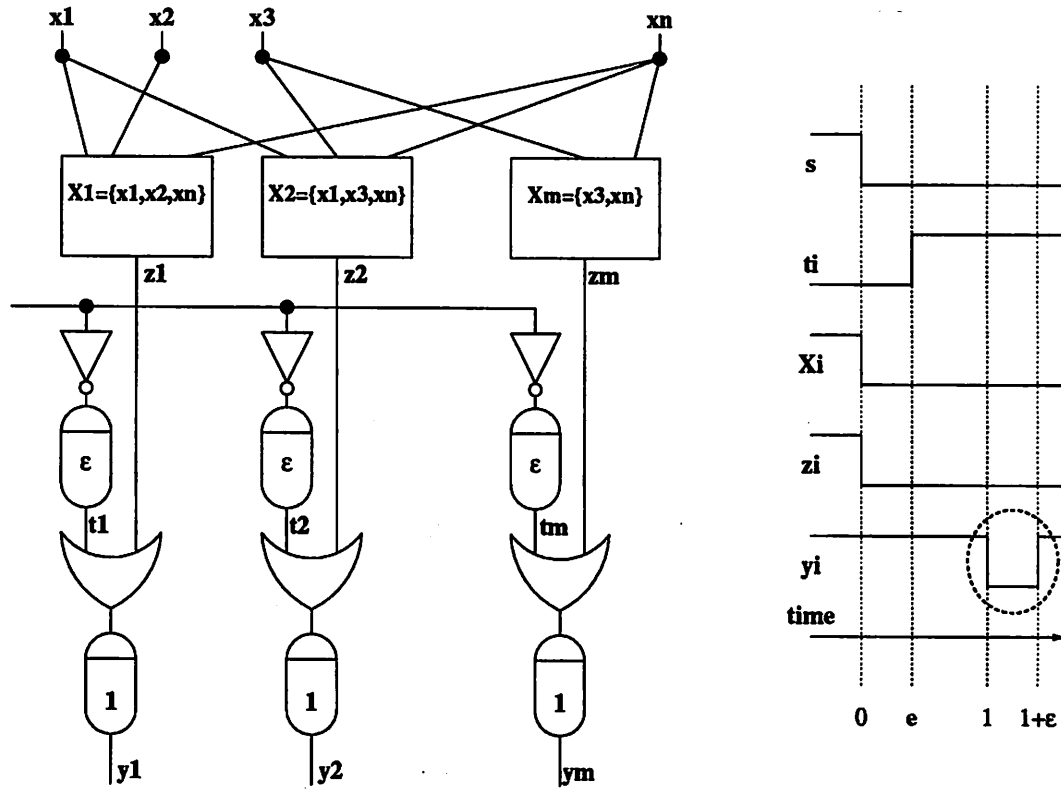 x1 x2 x3 xn
X1={x1,x2,xn} X2={x1,x3,xn} Xm={x3,xn}
z1 z2 zm
ε ε ε
t1 t2 tm
1 1 1
y1 y2 ym
s
ti
Xi
zi
yi
time
0 e 1 1+ε